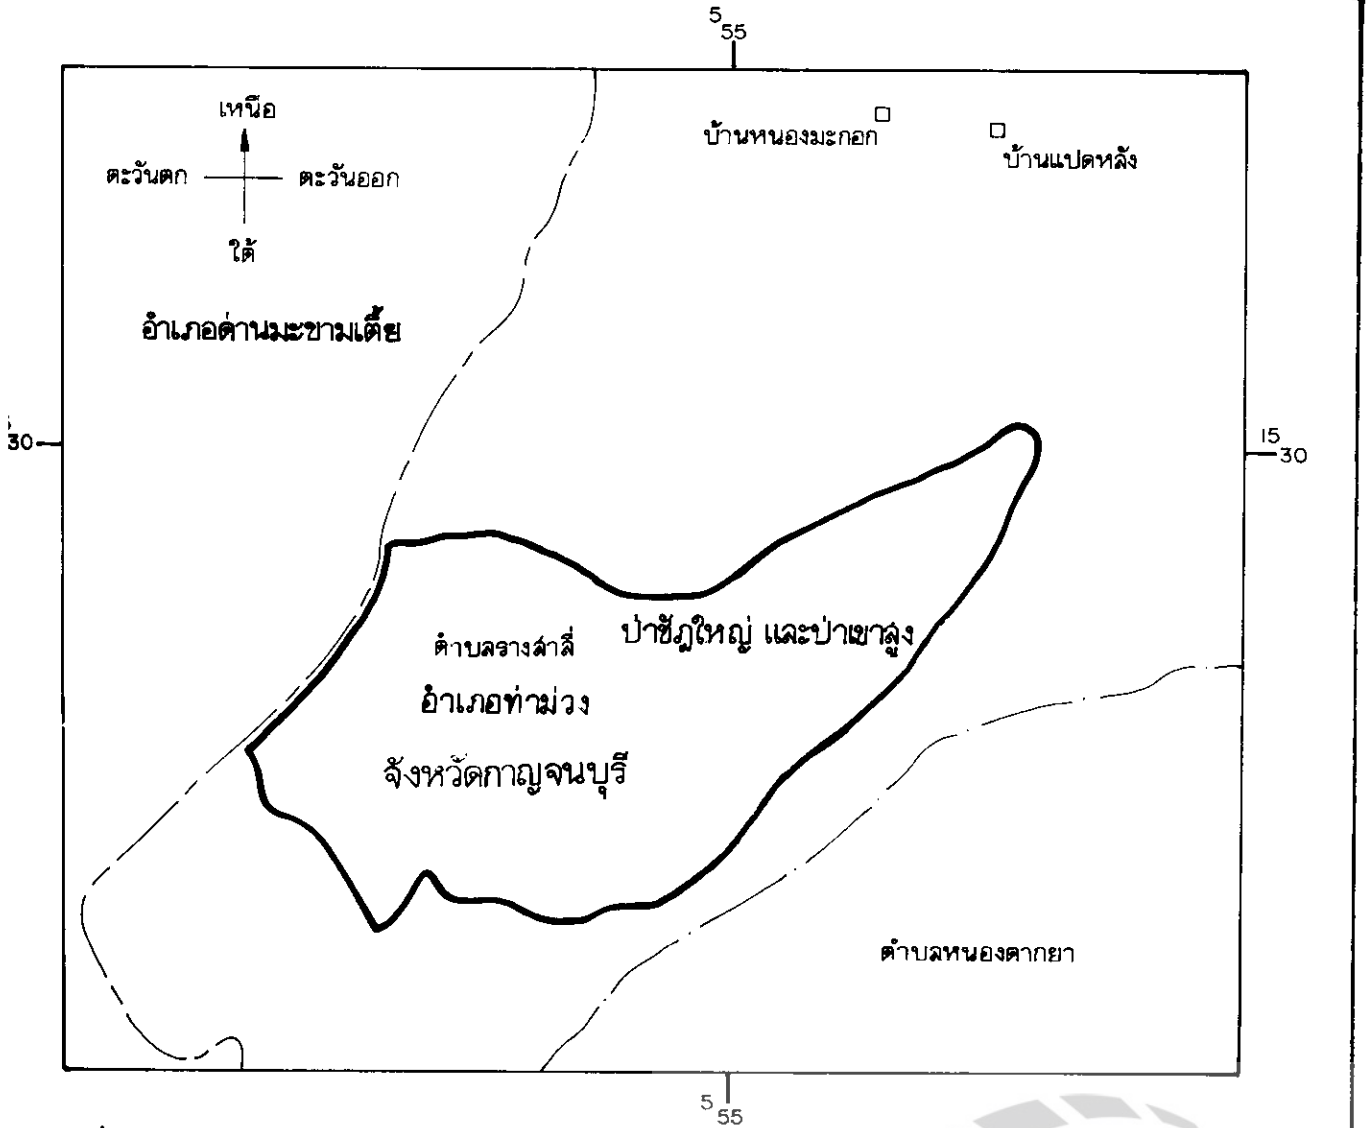 5
55
เหนือ
ตะวันตก ตะวันออก
ใต้
บ้านหนองมะกอก
บ้านแปดหลัง
อำเภอด่านมะขามเตี้ย
30
15
30
ป่าชัฎใหญ่ และป่าเขาสูง
ตำบลรางสาลี่
อำเภอท่าม่วง
จังหวัดกาญจนบุรี
ตำบลหนองตากยา
5
55